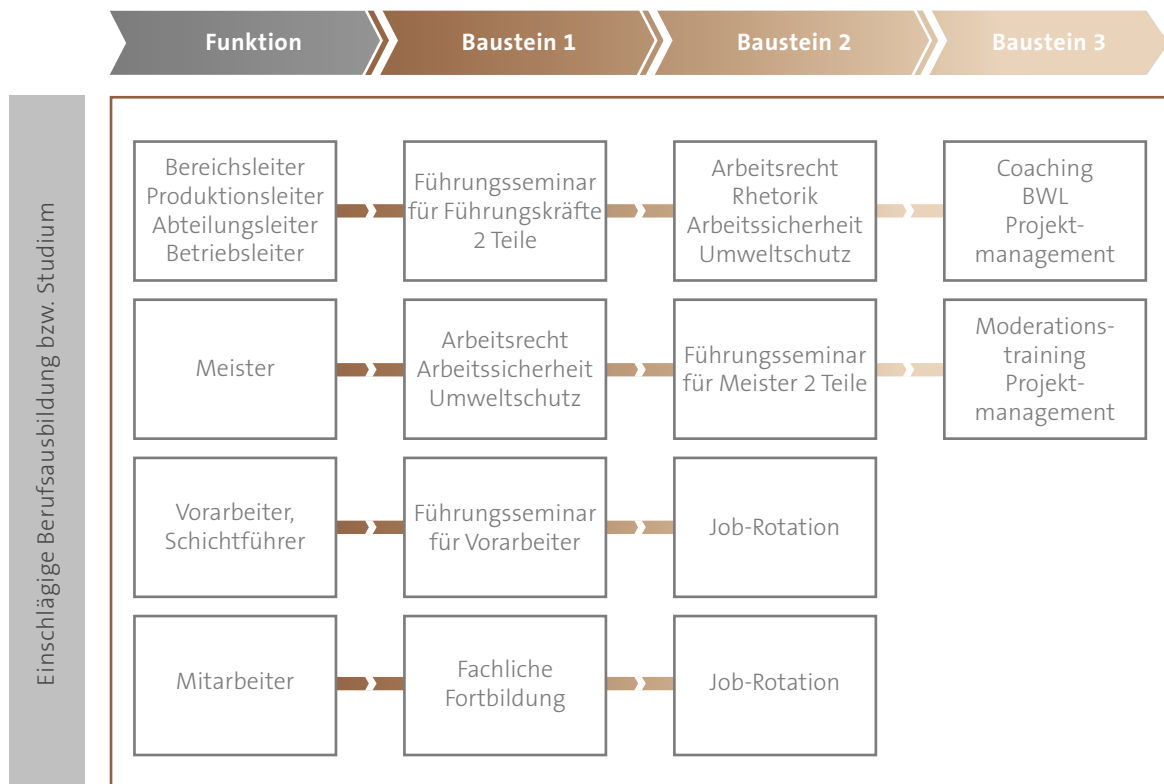 Funktion
Baustein 1
Baustein 2
Baustein 3
Einschlägige Berufsausbildung bzw. Studium
Bereichsleiter
Produktionsleiter
Abteilungsleiter
Betriebsleiter
Führungsseminar
für Führungskräfte
2 Teile
Arbeitsrecht
Rhetorik
Arbeitssicherheit
Umweltschutz
Coaching
BWL
Projekt-
management
Meister
Arbeitsrecht
Arbeitssicherheit
Umweltschutz
Führungsseminar
für Meister 2 Teile
Moderations-
training
Projekt-
management
Vorarbeiter,
Schichtführer
Führungsseminar
für Vorarbeiter
Job-Rotation
Mitarbeiter
Fachliche
Fortbildung
Job-Rotation